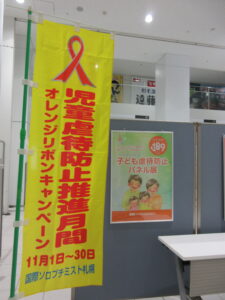 児童虐待防止推進月間
オレンジリボンキャンペーン
11月1日～30日
国際ソロプチミスト札幌
189
子ども虐待防止
パネル展
遠藤